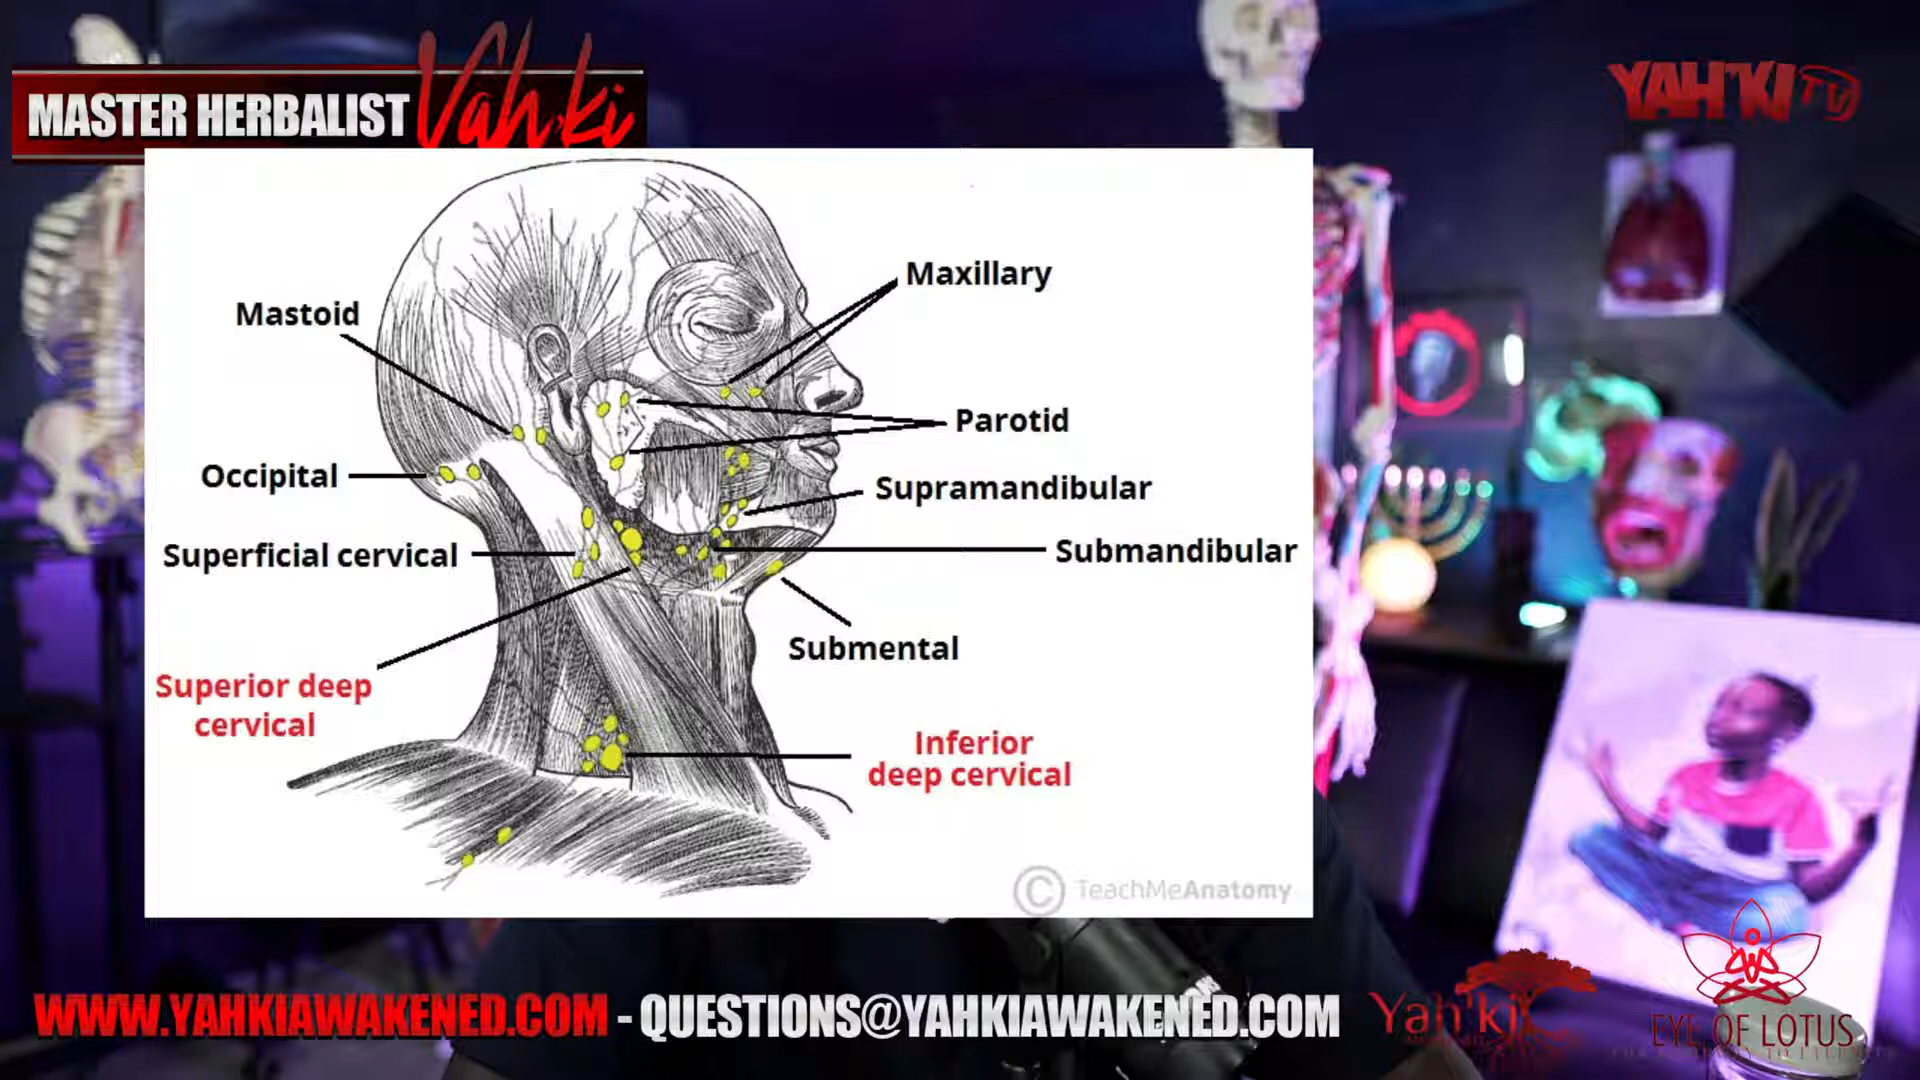 MASTER HERBALIST Yah'ki
YAH'KI TV
Maxillary
Mastoid
Parotid
Occipital
Supramandibular
Superficial cervical
Submandibular
Submental
Superior deep
cervical
Inferior
deep cervical
© TeachMeAnatomy
WWW.YAHKIAWAKENED.COM - QUESTIONS@YAHKIAWAKENED.COM
Yah'ki
EYE OF LOTUS